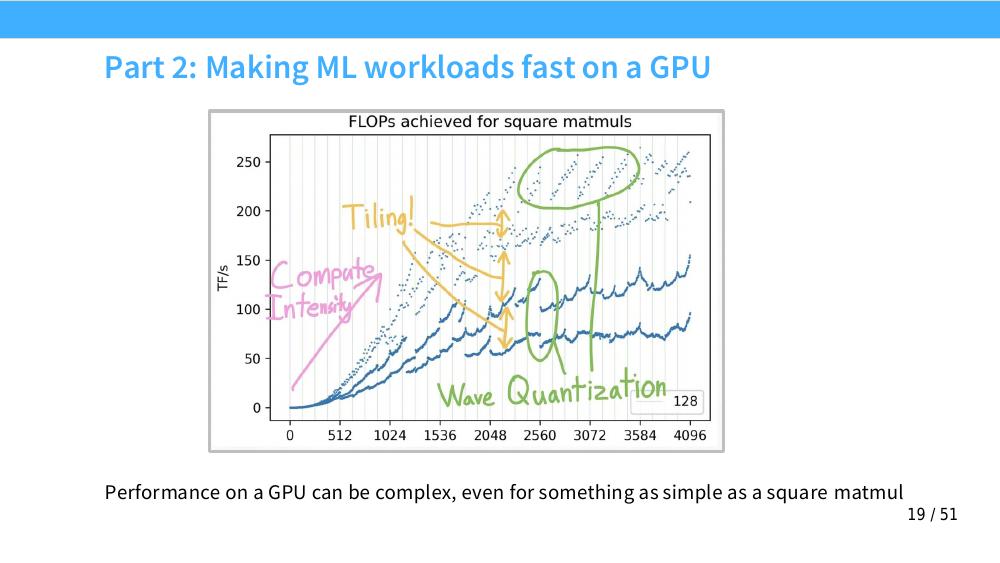 Part 2: Making ML workloads fast on a GPU
FLOPs achieved for square matmuls
TF/s
250
200
150
100
50
0
Tiling!
Compute
Intensity
Wave Quantization
128
0 512 1024 1536 2048 2560 3072 3584 4096
Performance on a GPU can be complex, even for something as simple as a square matmul
19 / 51